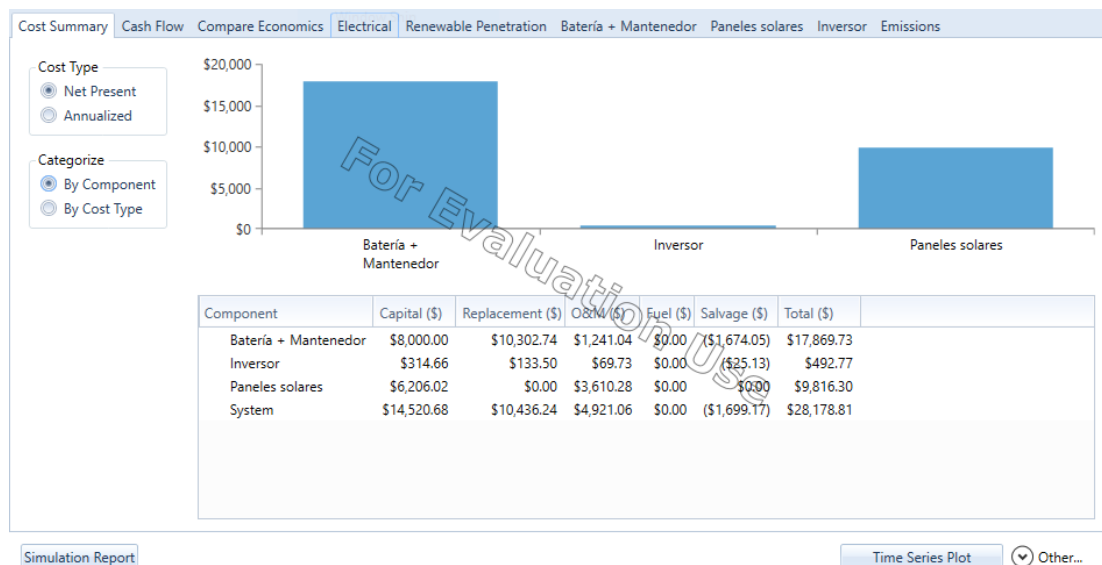 Cost Summary Cash Flow Compare Economics Electrical Renewable Penetration Batería + Mantenedor Paneles solares Inversor Emissions
Cost Type
Net Present
Annualized
Categorize
By Component
By Cost Type
$20,000
$15,000
$10,000
$5,000
$0
Batería +
Mantenedor
Inversor
Paneles solares
For Evaluation Use
Component Capital ($) Replacement ($) O&M ($) Fuel ($) Salvage ($) Total ($)
Batería + Mantenedor $8,000.00 $10,302.74 $1,241.04 $0.00 ($1,674.05) $17,869.73
Inversor $314.66 $133.50 $69.73 $0.00 ($25.13) $492.77
Paneles solares $6,206.02 $0.00 $3,610.28 $0.00 $0.00 $9,816.30
System $14,520.68 $10,436.24 $4,921.06 $0.00 ($1,699.17) $28,178.81
Simulation Report Time Series Plot Other...